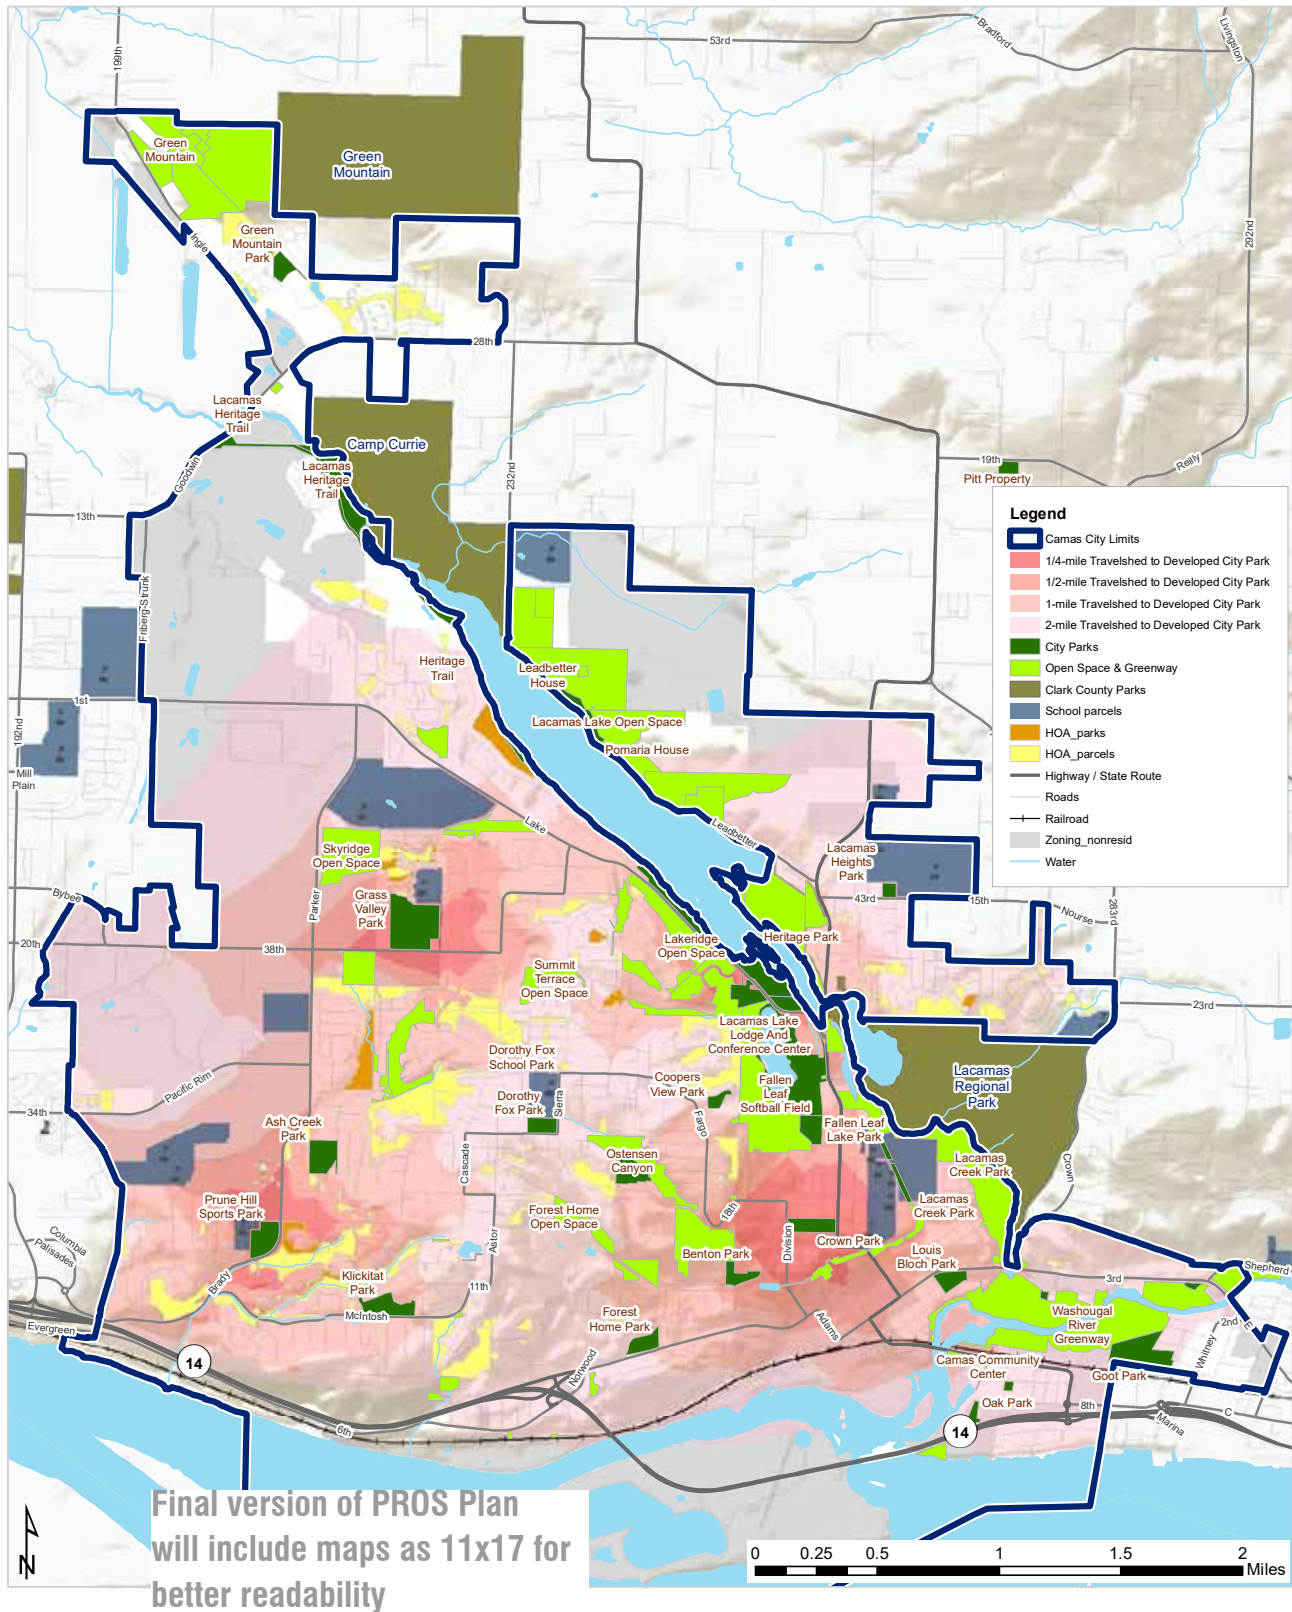 53rd
Bradford
Livingston
199th
Green
Mountain
Green
Mountain
Green
Mountain
Park
Ingle
292nd
28th
Lacamas
Heritage
Trail
Camp Currie
Lacamas
Heritage
Trail
Goodwin
232nd
19th
Reilly
Pitt Property
13th
Friberg-Strunk
1st
192nd
Mill
Plain
Heritage
Trail
Leadbetter
House
Lacamas Lake Open Space
Pomaria House
Lake
Leadbetter
Skyridge
Open Space
Lacamas
Heights
Park
Parker
Grass
Valley
Park
Bybee
20th
38th
43rd
15th
Nourse
283rd
Lakeridge
Open Space
Heritage Park
Summit
Terrace
Open Space
23rd
Lacamas Lake
Lodge And
Conference Center
Dorothy Fox
School Park
Coopers
View Park
Fallen
Leaf
Softball Field
Lacamas
Regional
Park
Pacific Rim
34th
Dorothy
Fox Park
Sierra
Fargo
Ash Creek
Park
Fallen Leaf
Lake Park
Cascade
Ostensen
Canyon
Lacamas
Creek Park
Crown
Lacamas
Creek Park
Prune Hill
Sports Park
Forest Home
Open Space
18th
Columbia
Palisades
Astor
Division
Crown Park
Benton Park
Louis
Bloch Park
Shepherd
Brady
Klickitat
Park
11th
3rd
McIntosh
Forest
Home Park
Adams
Washougal
River
Greenway
2nd
E
Whitney
Evergreen
14
Norwood
Camas Community
Center
Goot Park
Oak Park
8th
C
Marina
6th
14
Legend
Camas City Limits
1/4-mile Travelshed to Developed City Park
1/2-mile Travelshed to Developed City Park
1-mile Travelshed to Developed City Park
2-mile Travelshed to Developed City Park
City Parks
Open Space & Greenway
Clark County Parks
School parcels
HOA_parks
HOA_parcels
Highway / State Route
Roads
Railroad
Zoning_nonresid
Water
N
Final version of PROS Plan
will include maps as 11x17 for
better readability
0 0.25 0.5 1 1.5 2
Miles